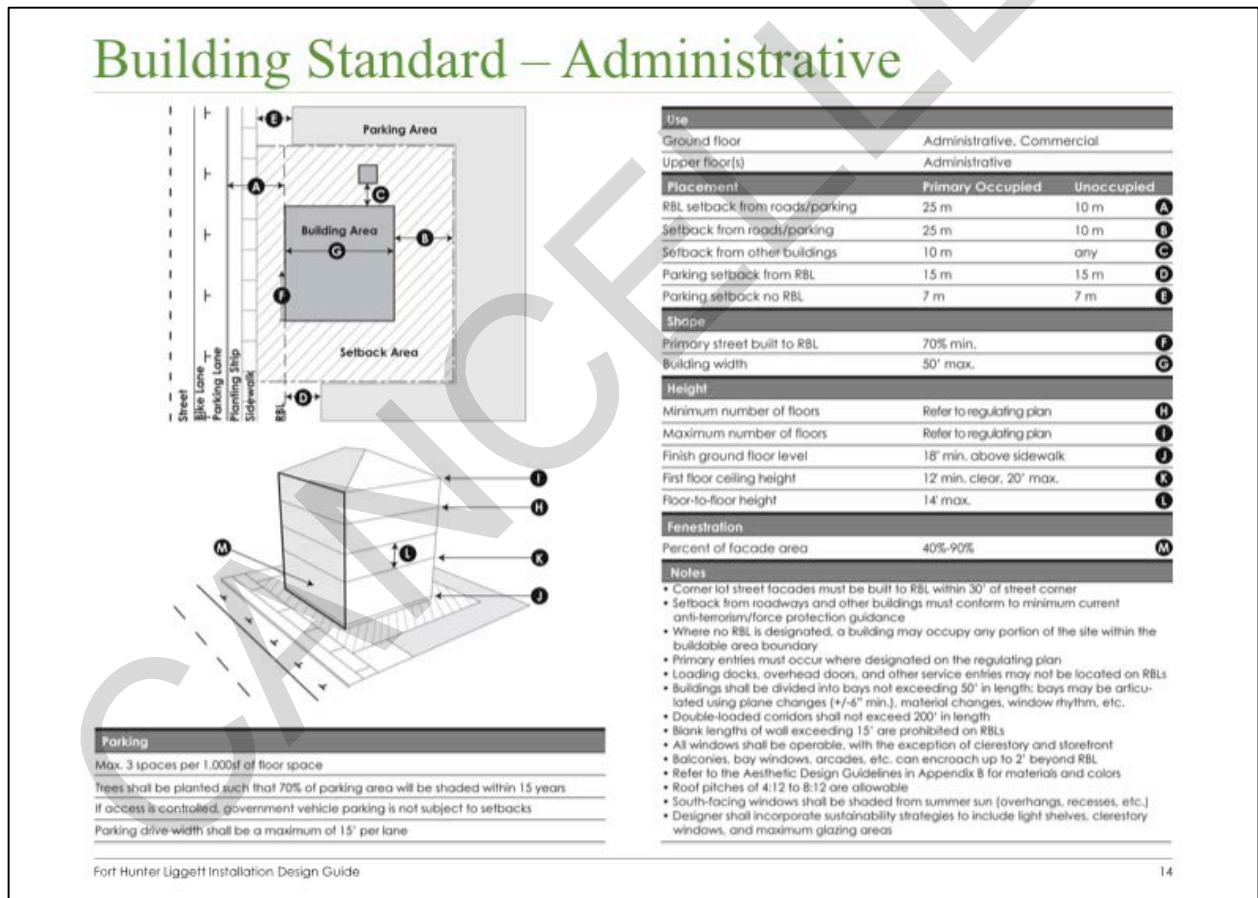 Building Standard – Administrative
E
Parking Area
A
C
Building Area
B
G
F
Setback Area
D
Street
Bike Lane
Parking Lane
Planting Strip
Sidewalk
RBL
I
H
M
L
K
J
Parking
Max. 3 spaces per 1,000sf of floor space
Trees shall be planted such that 70% of parking area will be shaded within 15 years
If access is controlled, government vehicle parking is not subject to setbacks
Parking drive width shall be a maximum of 15' per lane
Use
Ground floor Administrative, Commercial
Upper floor(s) Administrative
Placement Primary Occupied Unoccupied
RBL setback from roads/parking 25 m 10 m A
Setback from roads/parking 25 m 10 m B
Setback from other buildings 10 m any C
Parking setback from RBL 15 m 15 m D
Parking setback no RBL 7 m 7 m E
Shape
Primary street built to RBL 70% min. F
Building width 50' max. G
Height
Minimum number of floors Refer to regulating plan H
Maximum number of floors Refer to regulating plan I
Finish ground floor level 18" min. above sidewalk J
First floor ceiling height 12' min. clear, 20' max. K
Floor-to-floor height 14' max. L
Fenestration
Percent of facade area 40%-90% M
Notes
• Corner lot street facades must be built to RBL within 30' of street corner
• Setback from roadways and other buildings must conform to minimum current
anti-terrorism/force protection guidance
• Where no RBL is designated, a building may occupy any portion of the site within the
buildable area boundary
• Primary entries must occur where designated on the regulating plan
• Loading docks, overhead doors, and other service entries may not be located on RBLs
• Buildings shall be divided into bays not exceeding 50' in length; bays may be articu-
lated using plane changes (+/-6" min.), material changes, window rhythm, etc.
• Double-loaded corridors shall not exceed 200' in length
• Blank lengths of wall exceeding 15' are prohibited on RBLs
• All windows shall be operable, with the exception of clerestory and storefront
• Balconies, bay windows, arcades, etc. can encroach up to 2' beyond RBL
• Refer to the Aesthetic Design Guidelines in Appendix B for materials and colors
• Roof pitches of 4:12 to 8:12 are allowable
• South-facing windows shall be shaded from summer sun (overhangs, recesses, etc.)
• Designer shall incorporate sustainability strategies to include light shelves, clerestory
windows, and maximum glazing areas
Fort Hunter Liggett Installation Design Guide 14
CANCELLE